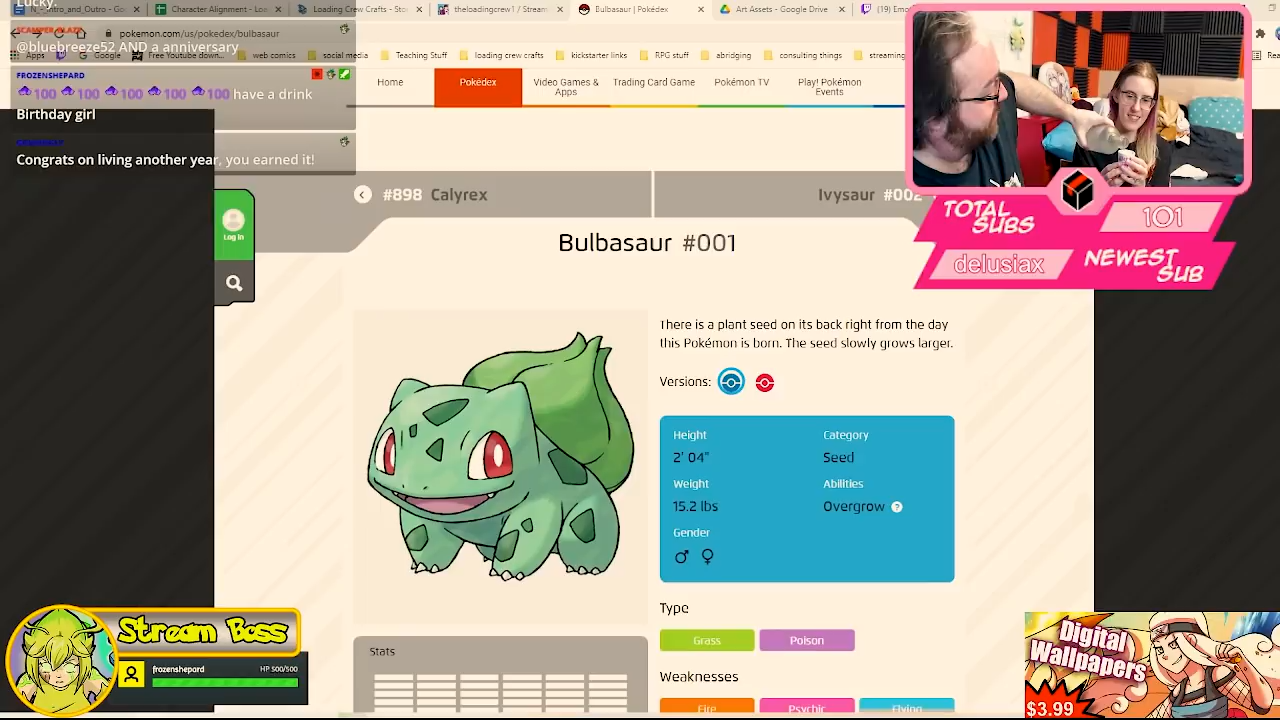 Intro_and_Outro - Goo
Character Alignment - Lo
Loading Crew Crafts - Sto
theloadingcrew1 / Stream
Bulbasaur | Pokédex
Art Assets - Google Drive
(19)
Lucky.
pokemon.com/us/pokedex/bulbasaur
@bluebreeze52 AND a anniversary
Apps
Google
Free Download
web comics
social media
Teaching Stuff
loading crew crafts
kickstarter links
RPG stuff
abridging
consulting things
FROZENSHEPARD
100 100 100 100 100 have a drink
Birthday girl
Congrats on living another year, you earned it!
Home
Pokédex
Video Games & Apps
Trading Card Game
Pokémon TV
Play! Pokémon Events
#898 Calyrex
Ivysaur #002
Log in
TOTAL SUBS
101
delusiax
NEWEST SUB
Bulbasaur #001
There is a plant seed on its back right from the day
this Pokémon is born. The seed slowly grows larger.
Versions:
Height
Category
2' 04"
Seed
Weight
Abilities
15.2 lbs
Overgrow ?
Gender
Type
Grass
Poison
Weaknesses
Fire
Psychic
Flying
Stats
Stream Boss
frozenshepard
HP 500/500
Digital Wallpapers
$3.99